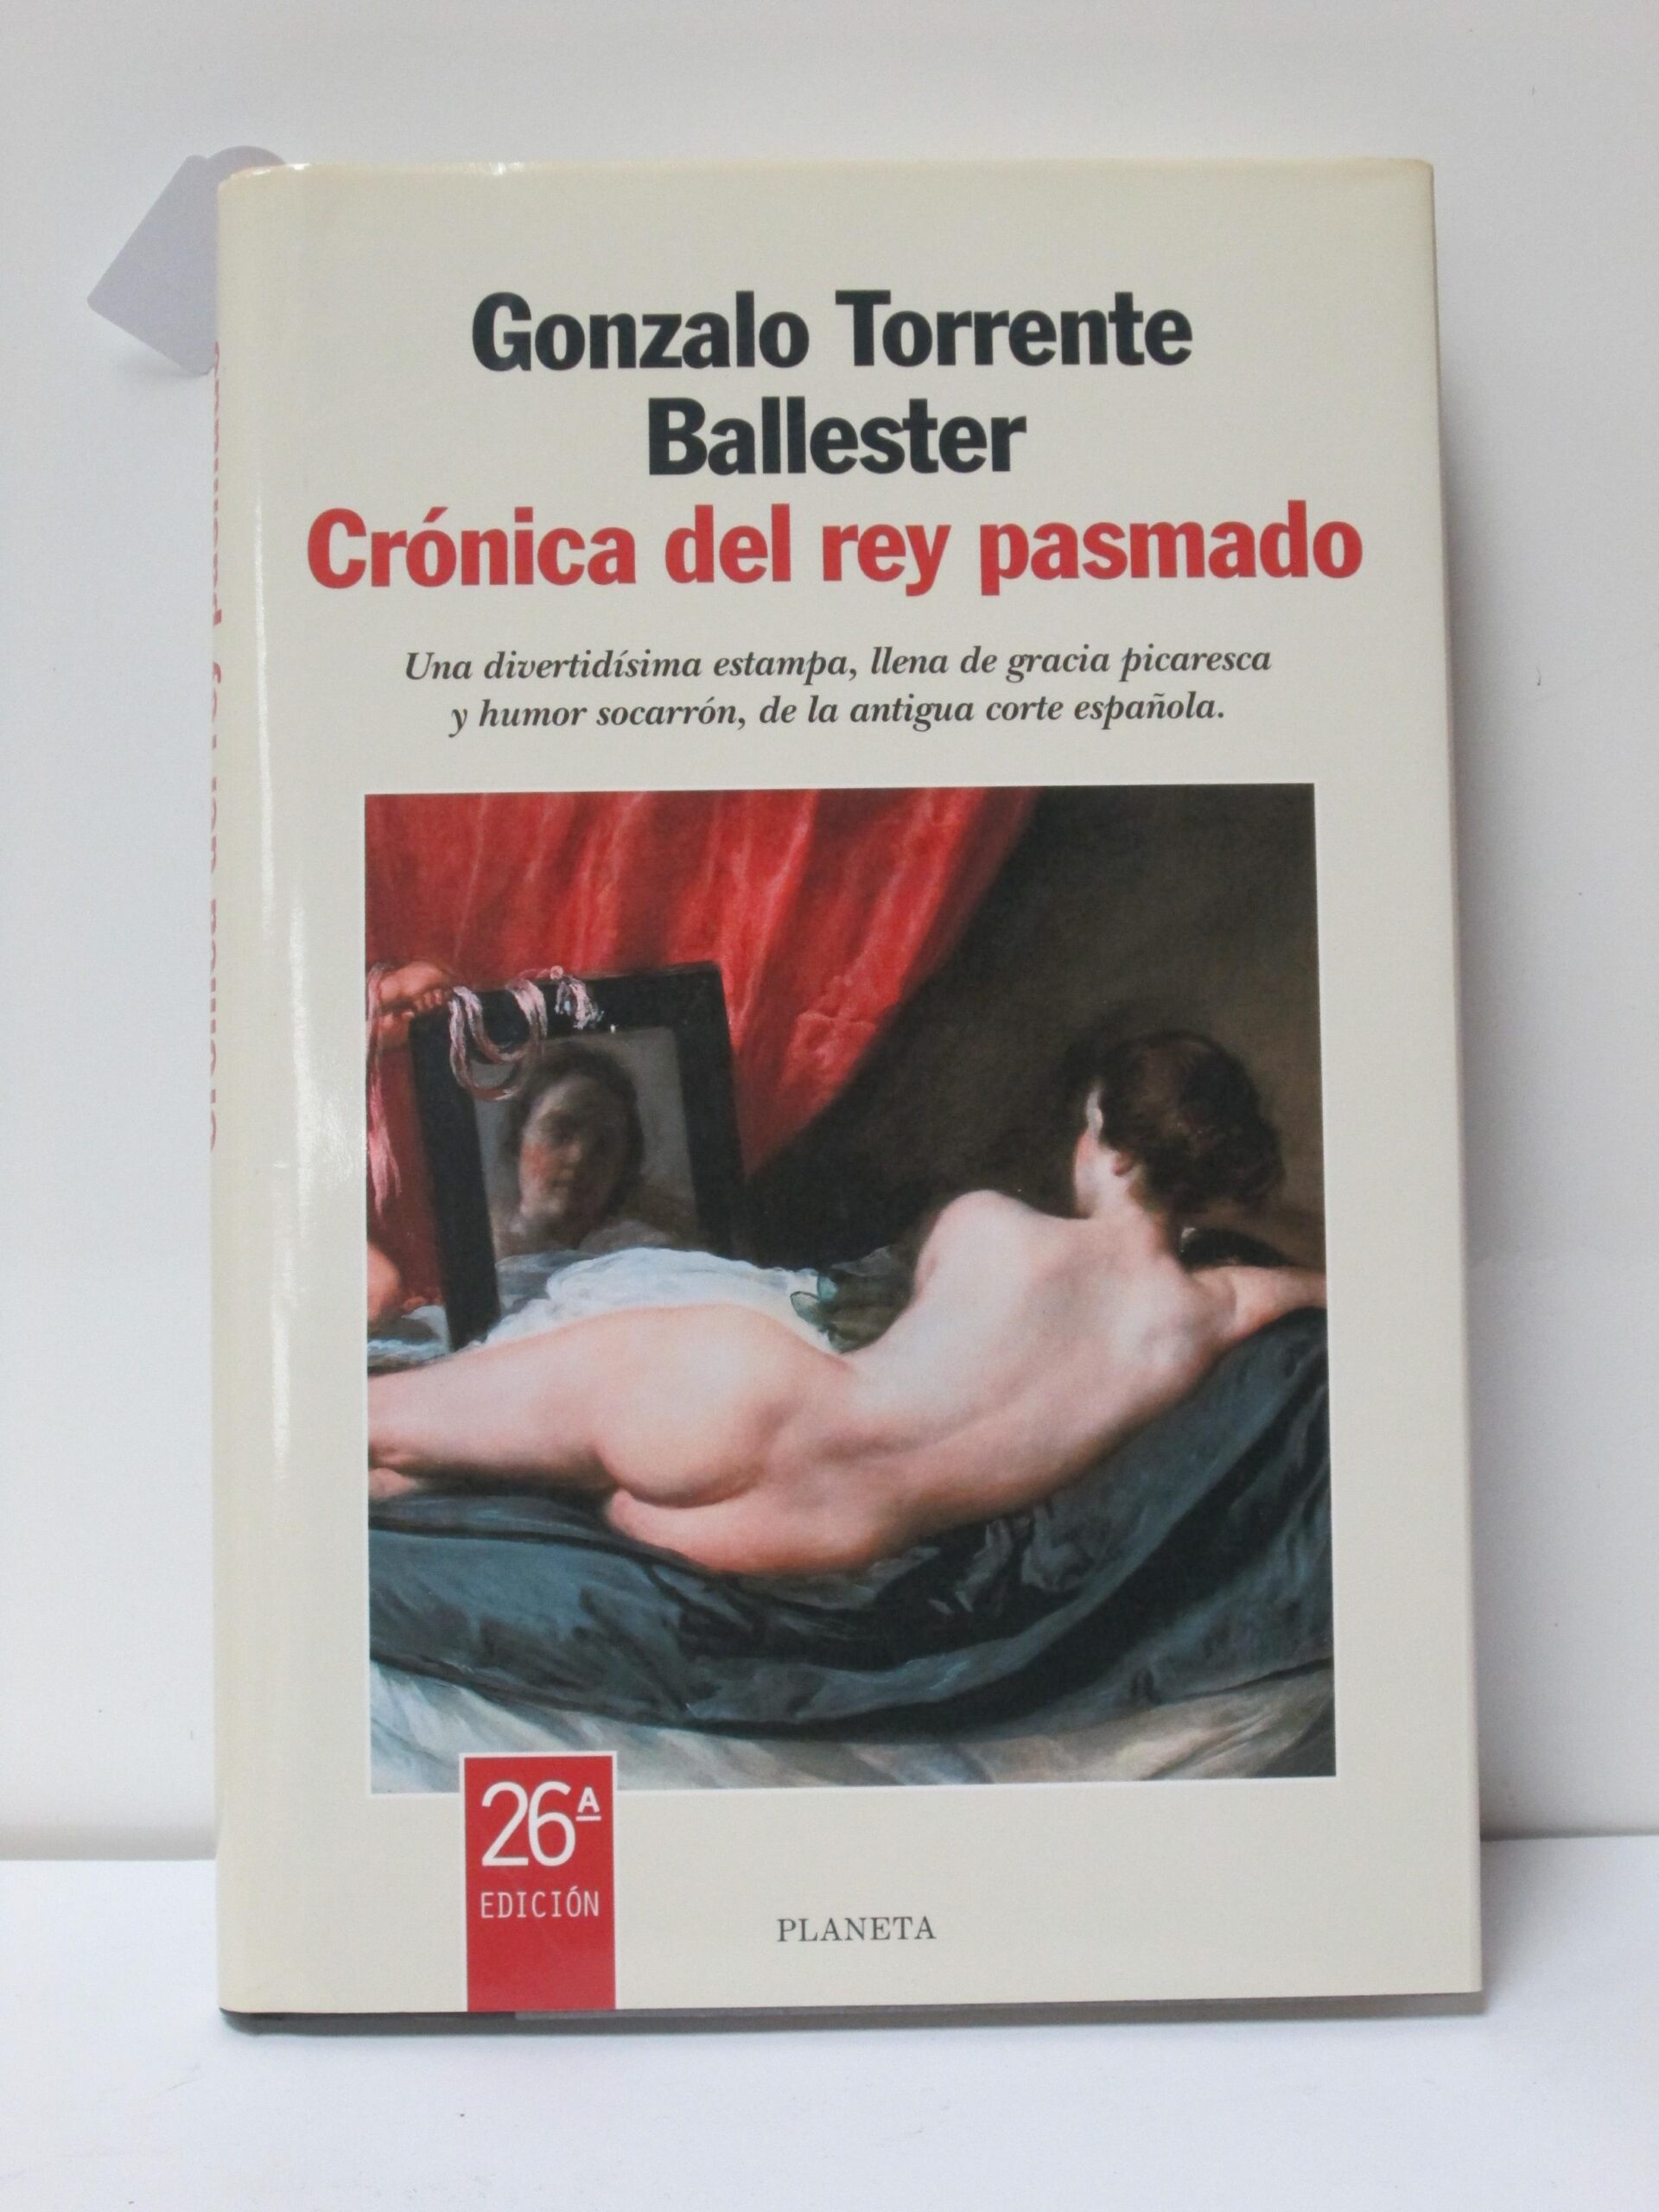 Gonzalo Torrente
Ballester
Crónica del rey pasmado
Una divertidísima estampa, llena de gracia picaresca
y humor socarrón, de la antigua corte española.
26ª
EDICIÓN
PLANETA